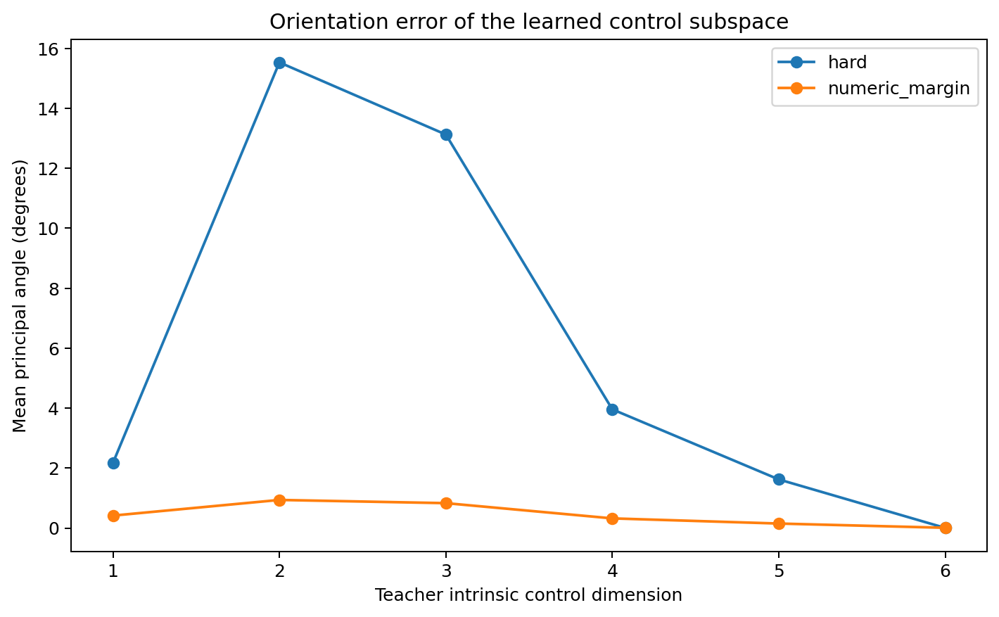 Orientation error of the learned control subspace
hard
numeric_margin
Mean principal angle (degrees)
16
14
12
10
8
6
4
2
0
1 2 3 4 5 6
Teacher intrinsic control dimension